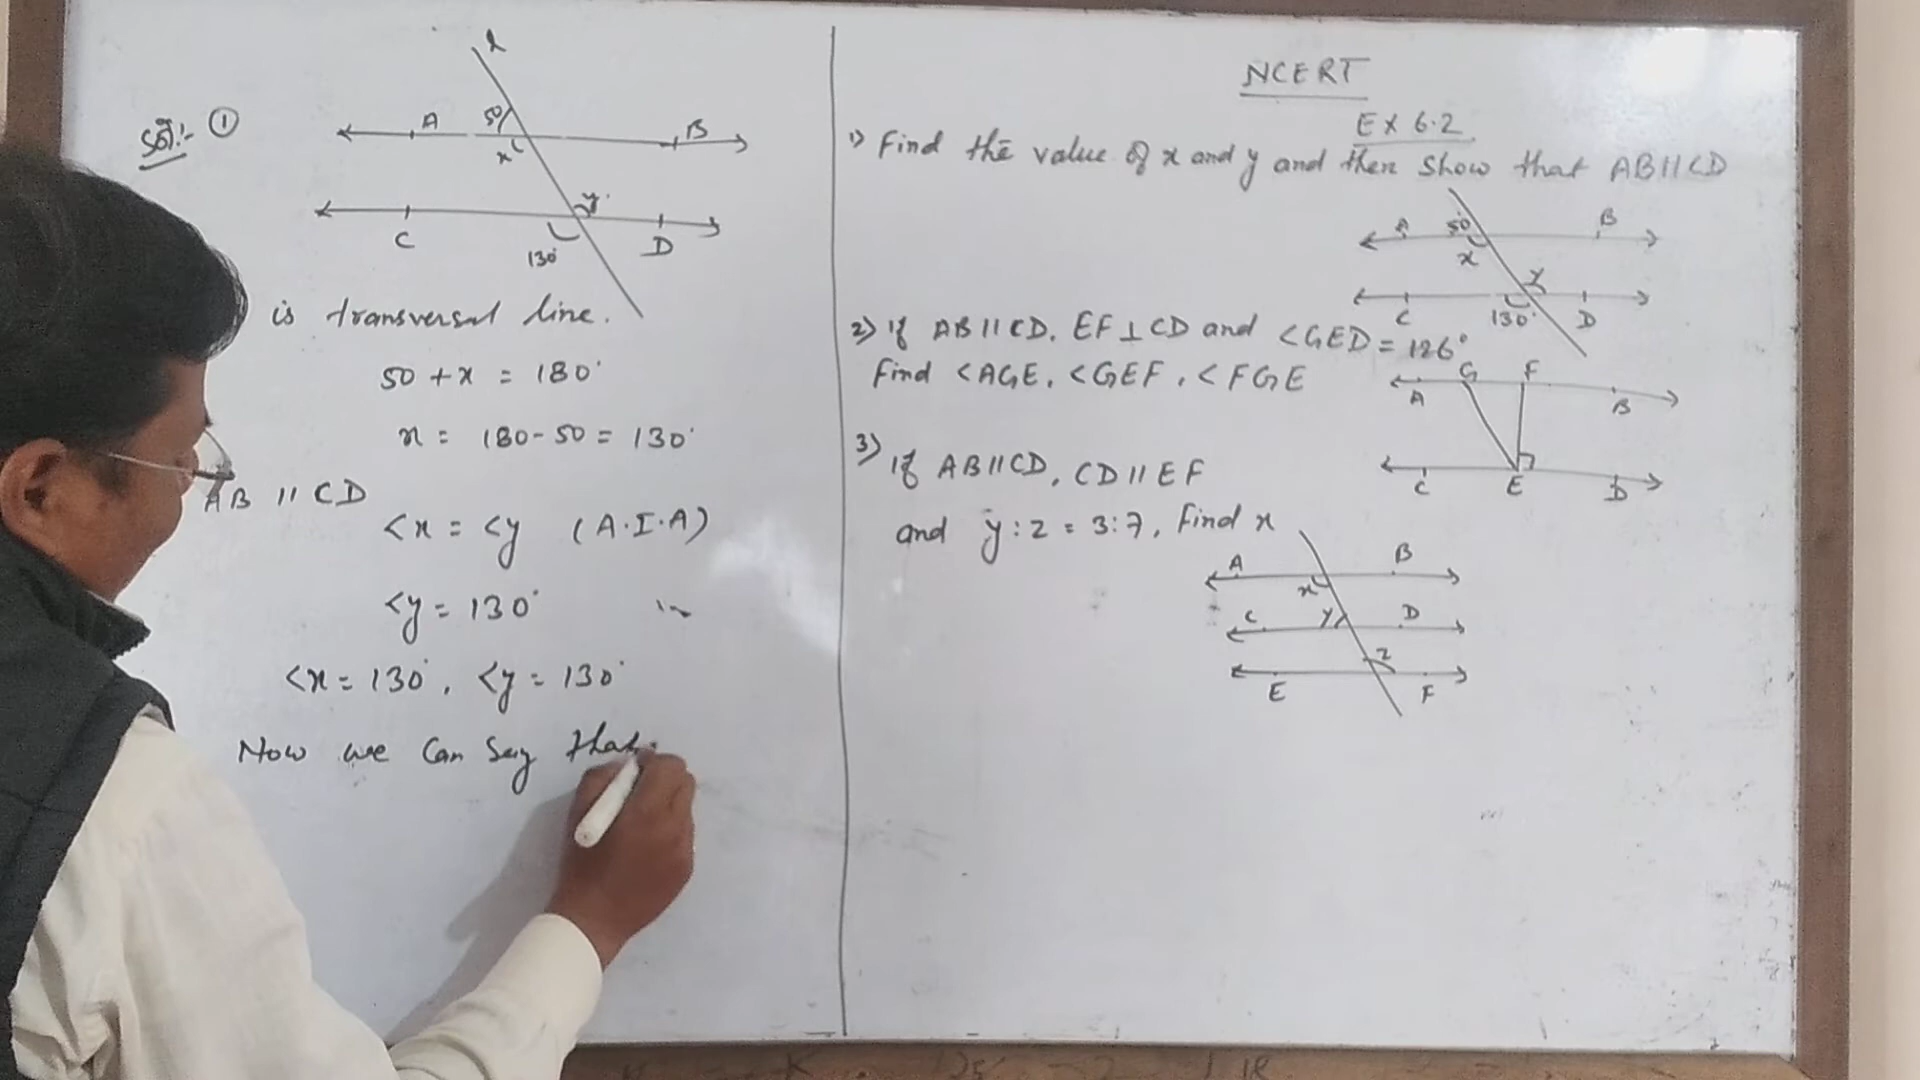 Sol:- ①
l
50
A
B
x
y
C
130°
D
is transversal line.
50 + x = 180°
x = 180 - 50 = 130°
AB || CD
<x = <y (A.I.A)
<y = 130°
<x = 130°, <y = 130°
Now we Can Say that
NCERT
EX 6.2
1) Find the value of x and y and then show that AB || CD
A
50
B
x
y
C
130°
D
2) If AB || CD, EF ⊥ CD and <GED = 126°
Find <AGE, <GEF, <FGE
G
F
A
B
C
E
D
3) If AB || CD, CD || EF
and y : z = 3 : 7, Find x
A
B
x
C
y
D
z
E
F